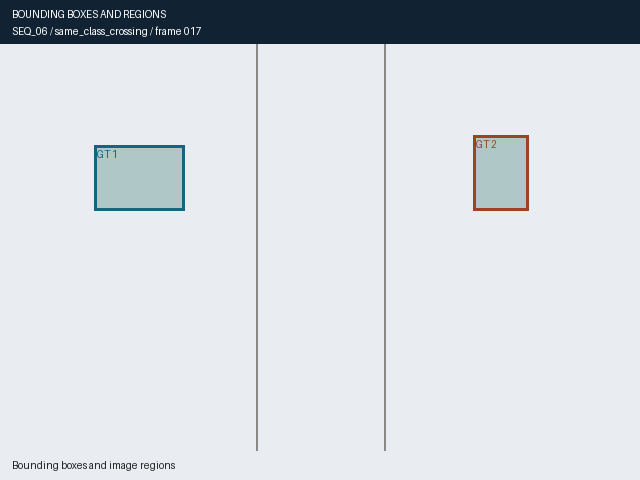 BOUNDING BOXES AND REGIONS
SEQ_06 / same_class_crossing / frame 017
GT1
GT2
Bounding boxes and image regions